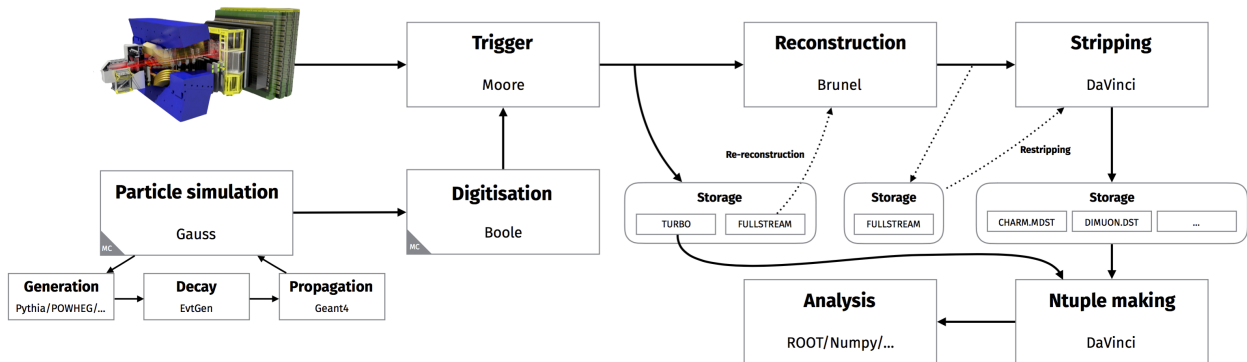 Trigger
Moore
Reconstruction
Brunel
Stripping
DaVinci
Re-reconstruction
Restripping
Particle simulation
Gauss
MC
Digitisation
Boole
MC
Storage
TURBO
FULLSTREAM
Storage
FULLSTREAM
Storage
CHARM.MDST
DIMUON.DST
...
Generation
Pythia/POWHEG/...
Decay
EvtGen
Propagation
Geant4
Analysis
ROOT/Numpy/...
Ntuple making
DaVinci